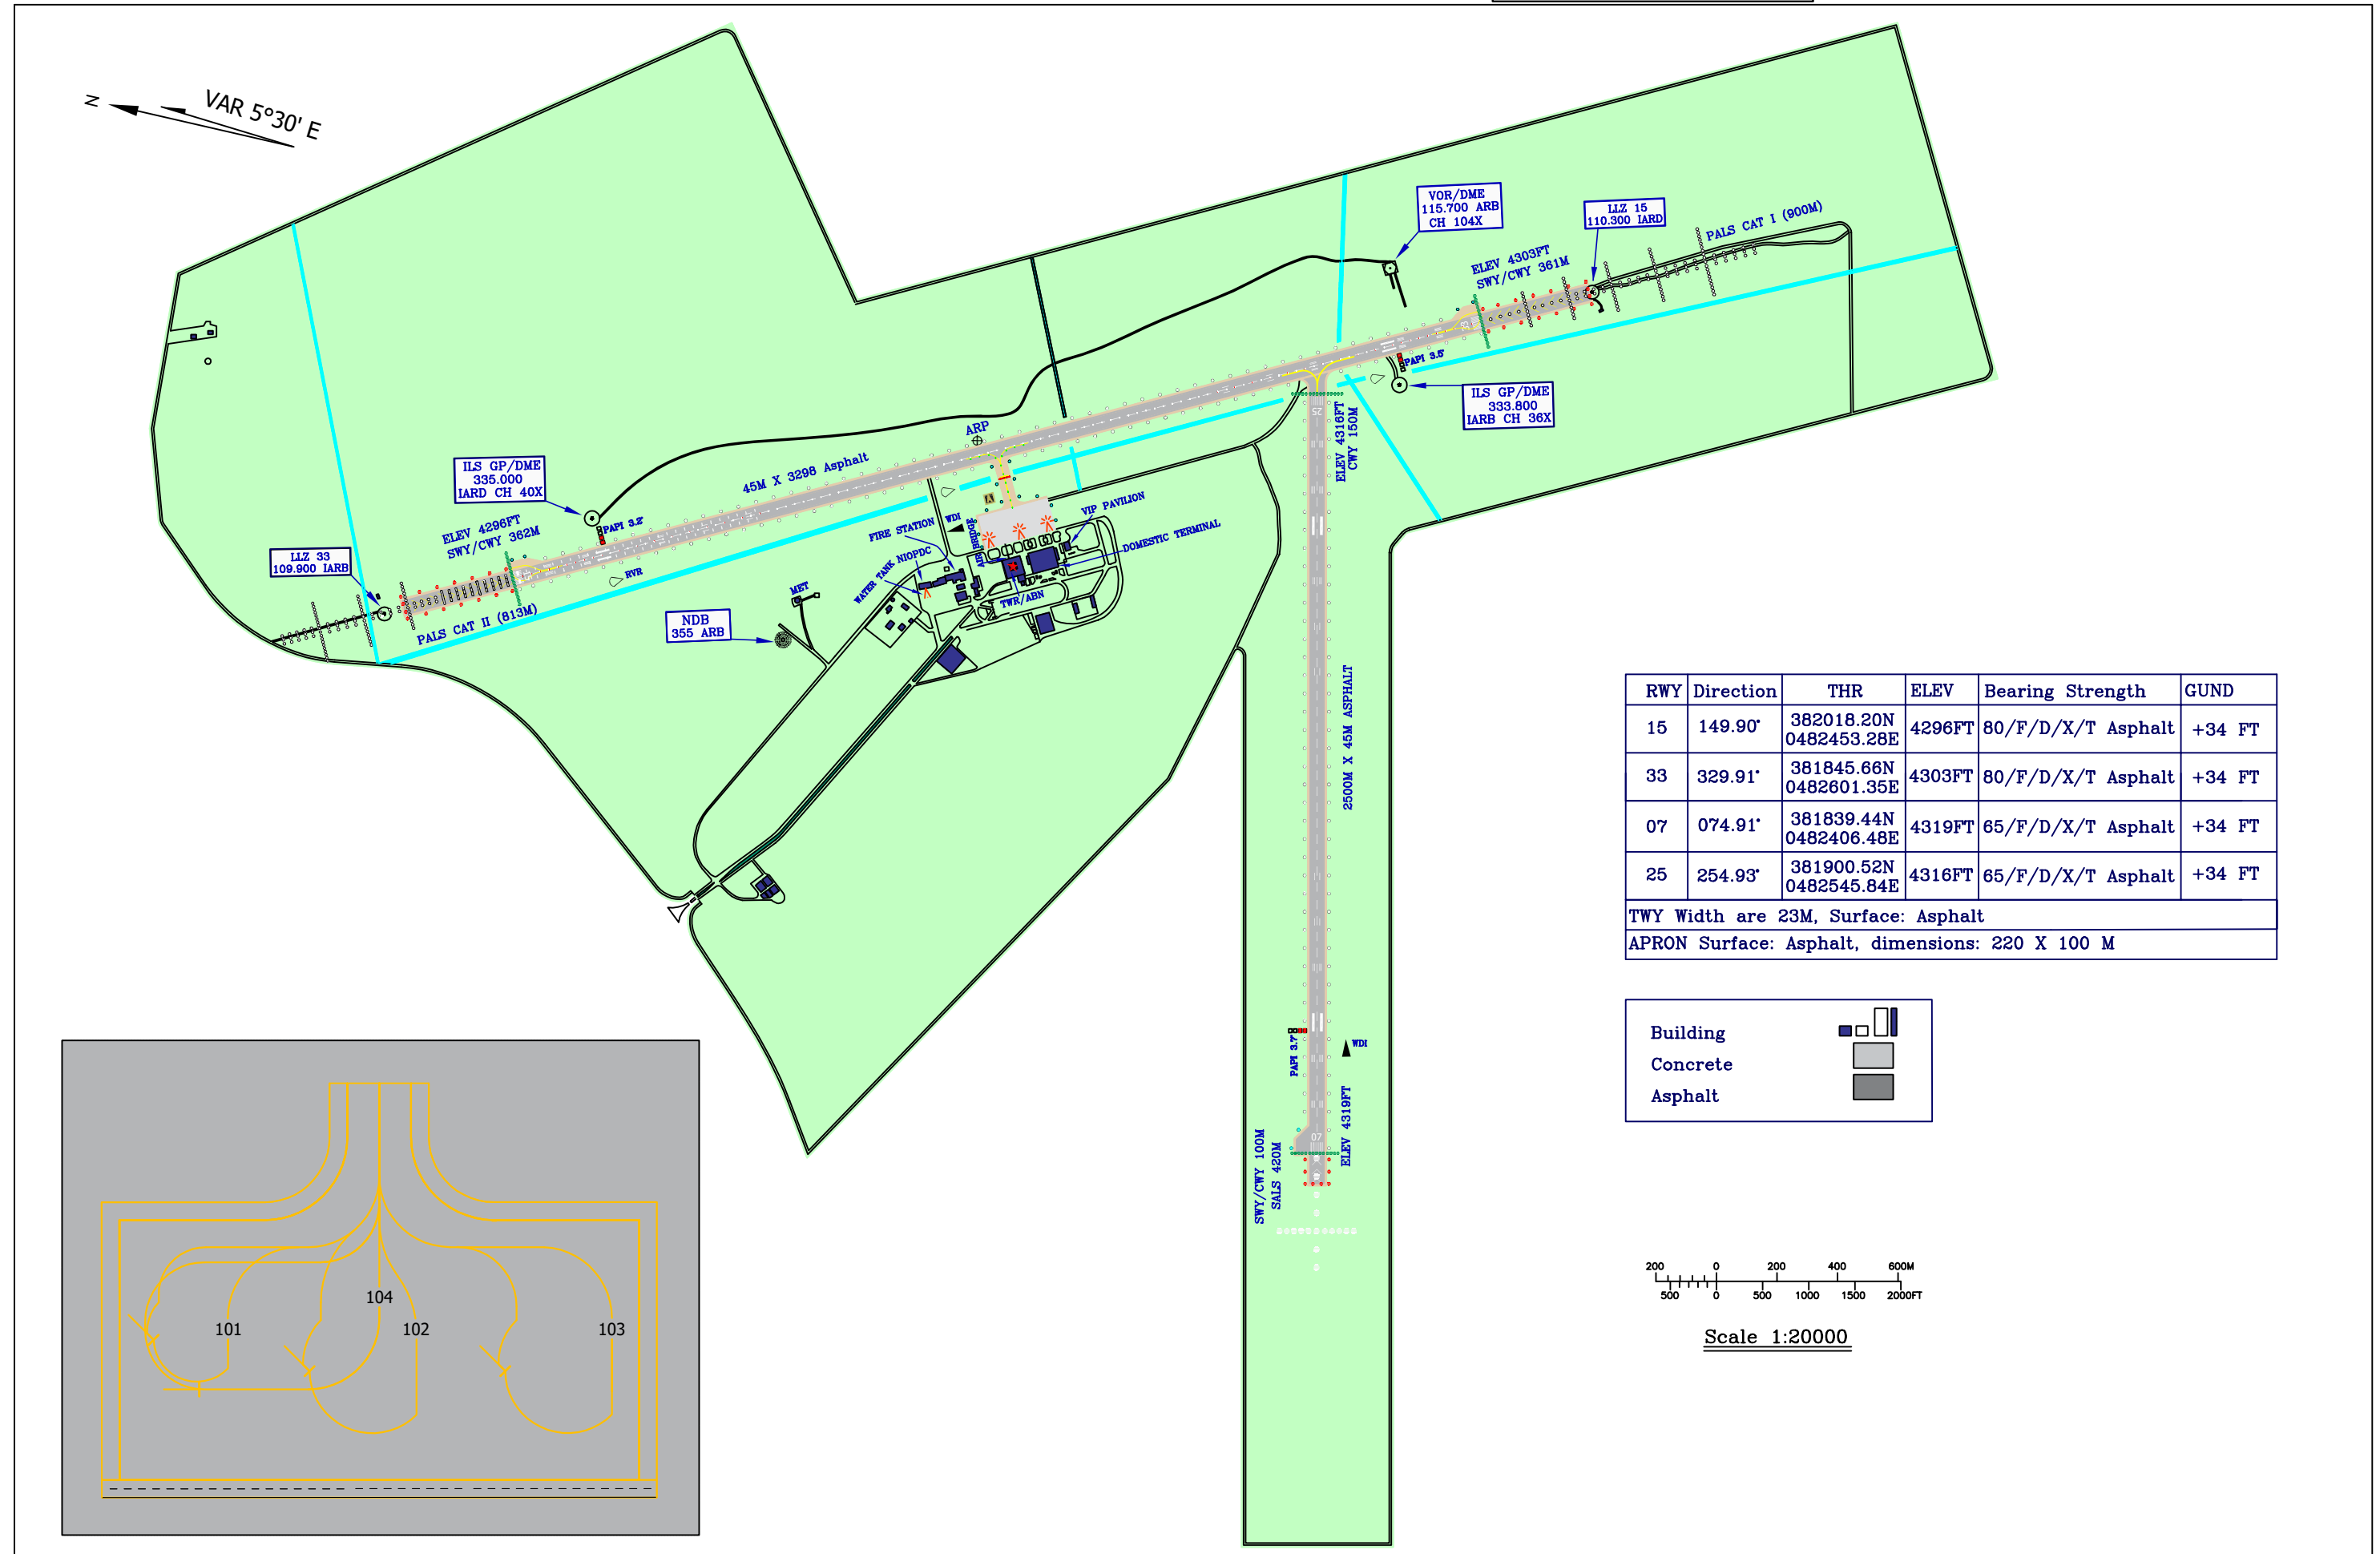 N
VAR 5°30' E
VOR/DME
115.700 ARB
CH 104X
LLZ 15
110.300 IARD
PALS CAT I (900M)
ELEV 4303FT
SWY/CWY 361M
PAPI 3.5°
ILS GP/DME
333.800
IARB CH 36X
33
25
ELEV 4316FT
CWY 150M
ARP
45M X 3298 Asphalt
ILS GP/DME
335.000
IARD CH 40X
PAPI 3.2°
ELEV 4296FT
SWY/CWY 362M
LLZ 33
109.900 IARB
PALS CAT II (813M)
RVR
A
WDI
AIR BRIDGE
VIP PAVILION
FIRE STATION
DOMESTIC TERMINAL
NIOPDC
WATER TANK
TWR/ABN
MET
NDB
355 ARB
2500M X 45M ASPHALT
PAPI 3.7°
WDI
07
ELEV 4319FT
SWY/CWY 100M
SALS 420M
RWY Direction THR ELEV Bearing Strength GUND
15 149.90° 382018.20N 0482453.28E 4296FT 80/F/D/X/T Asphalt +34 FT
33 329.91° 381845.66N 0482601.35E 4303FT 80/F/D/X/T Asphalt +34 FT
07 074.91° 381839.44N 0482406.48E 4319FT 65/F/D/X/T Asphalt +34 FT
25 254.93° 381900.52N 0482545.84E 4316FT 65/F/D/X/T Asphalt +34 FT
TWY Width are 23M, Surface: Asphalt
APRON Surface: Asphalt, dimensions: 220 X 100 M
Building
Concrete
Asphalt
200 0 200 400 600M
500 0 500 1000 1500 2000FT
Scale 1:20000
104
101
102
103